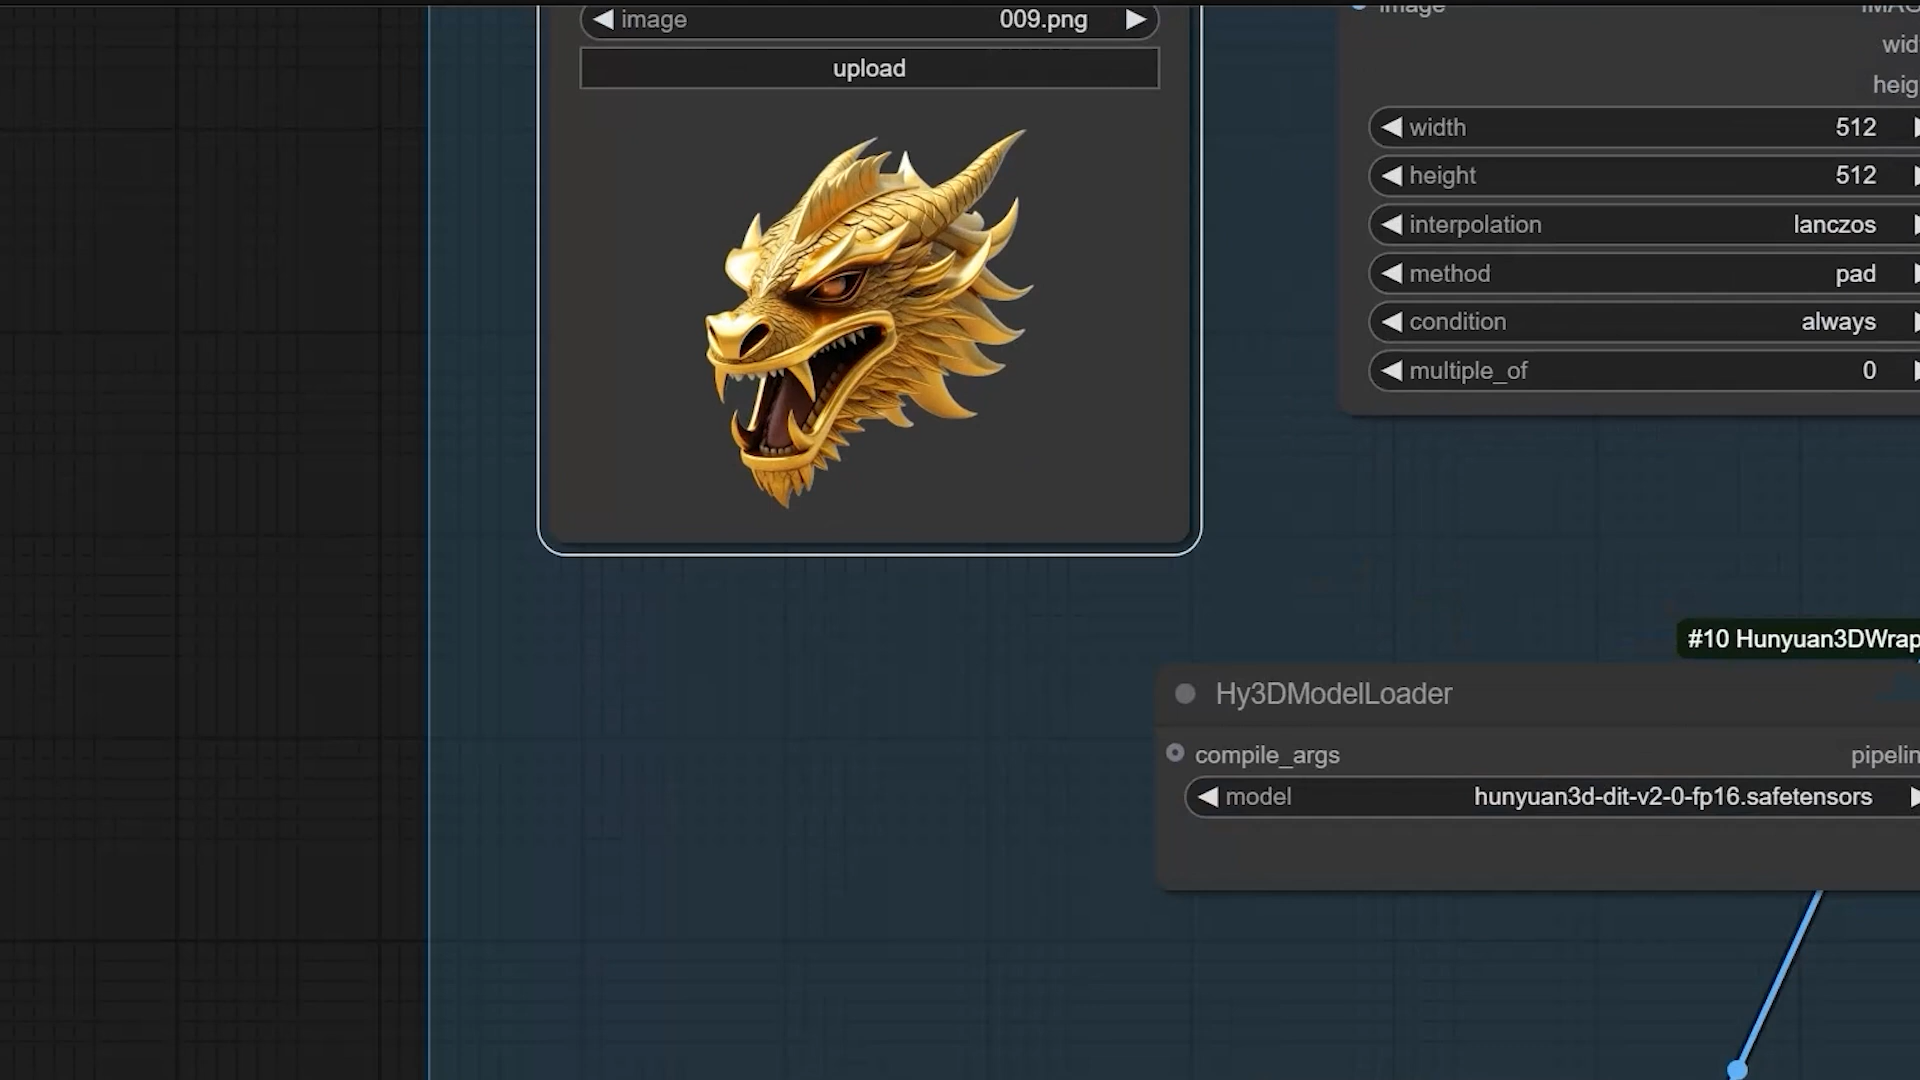 image 009.png
upload
image
width 512
height 512
interpolation lanczos
method pad
condition always
multiple_of 0
#10 Hunyuan3DWrap
Hy3DModelLoader
compile_args pipelin
model hunyuan3d-dit-v2-0-fp16.safetensors